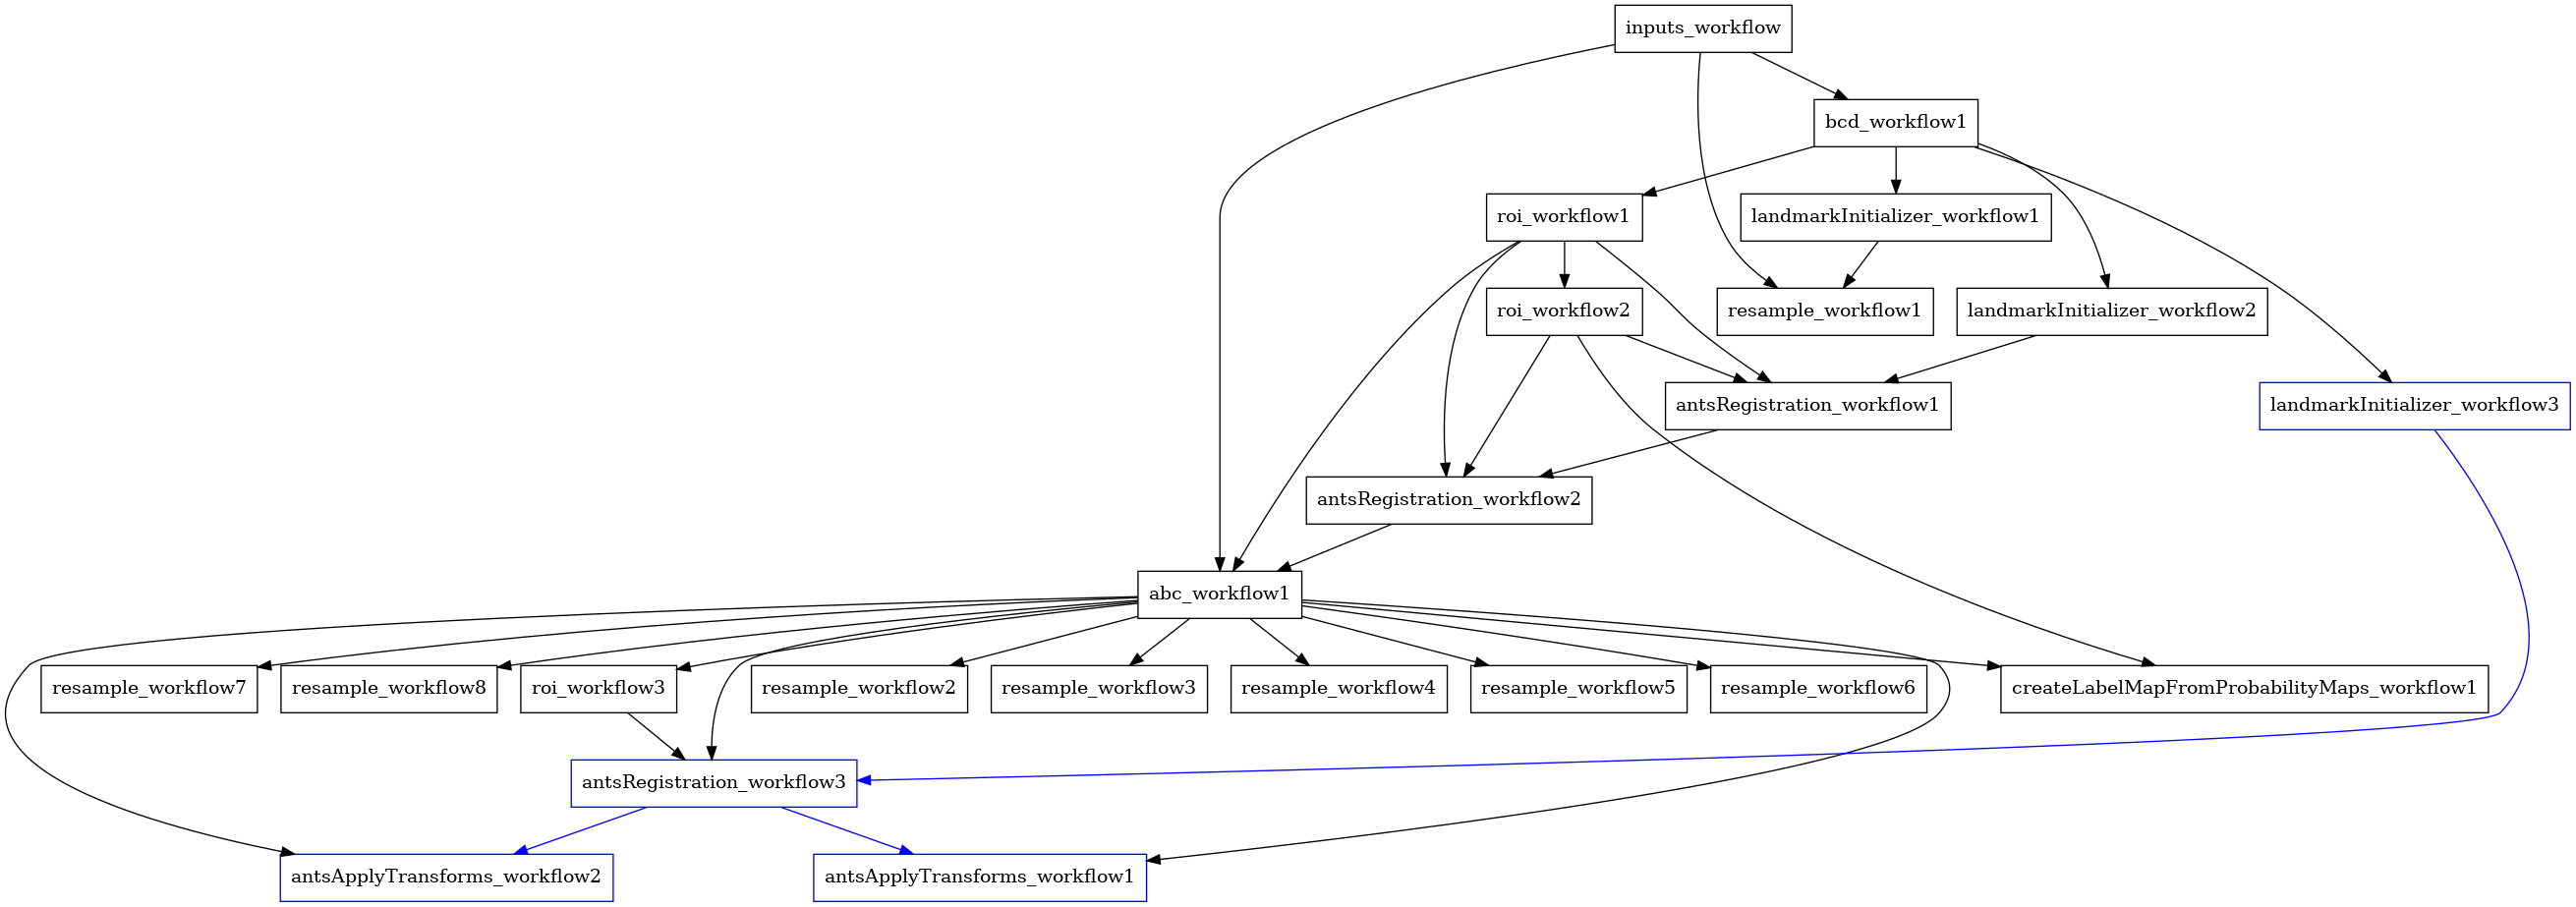 inputs_workflow
bcd_workflow1
roi_workflow1
landmarkInitializer_workflow1
roi_workflow2
resample_workflow1
landmarkInitializer_workflow2
antsRegistration_workflow1
landmarkInitializer_workflow3
antsRegistration_workflow2
abc_workflow1
resample_workflow7
resample_workflow8
roi_workflow3
resample_workflow2
resample_workflow3
resample_workflow4
resample_workflow5
resample_workflow6
createLabelMapFromProbabilityMaps_workflow1
antsRegistration_workflow3
antsApplyTransforms_workflow2
antsApplyTransforms_workflow1